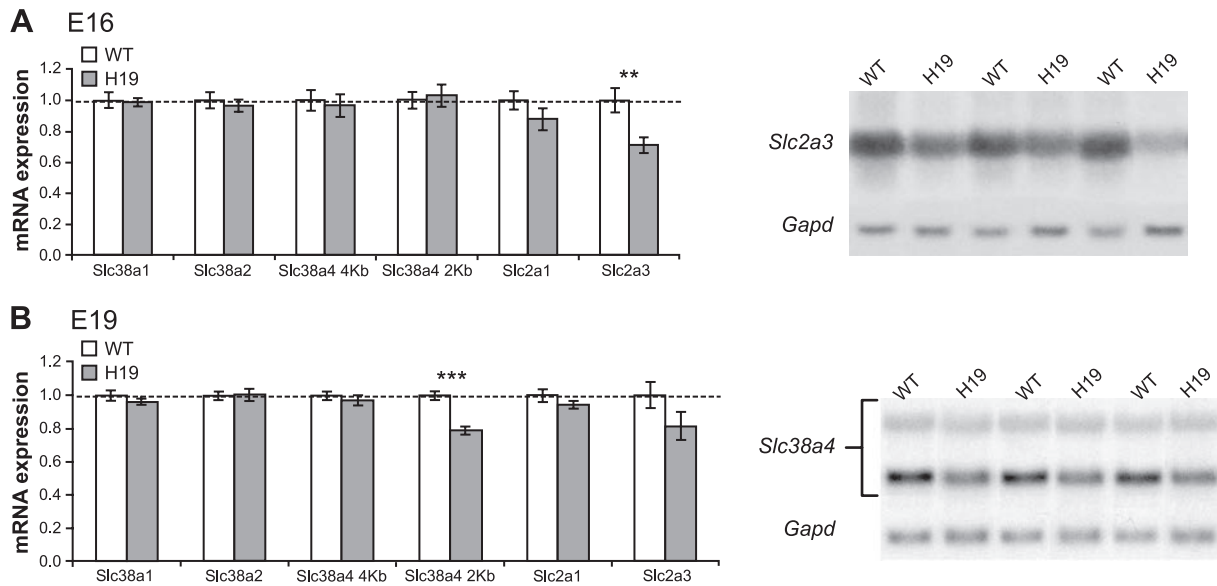 A E16
WT
H19
mRNA expression
1.2
1.0
0.8
0.6
0.4
0.2
0.0
**
Slc38a1 Slc38a2 Slc38a4 4Kb Slc38a4 2Kb Slc2a1 Slc2a3
WT H19 WT H19 WT H19
Slc2a3
Gapd
B E19
WT
H19
mRNA expression
1.2
1.0
0.8
0.6
0.4
0.2
0.0
***
Slc38a1 Slc38a2 Slc38a4 4Kb Slc38a4 2Kb Slc2a1 Slc2a3
WT H19 WT H19 WT H19
Slc38a4
Gapd